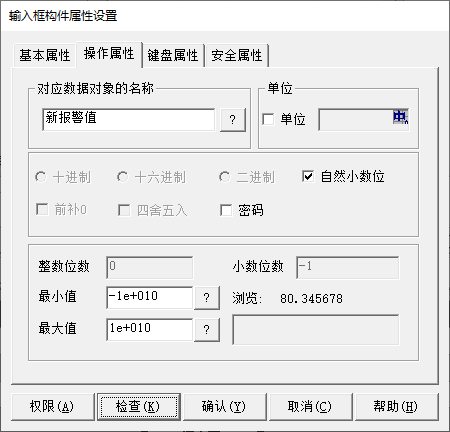 输入框构件属性设置
基本属性 操作属性 键盘属性 安全属性
对应数据对象的名称 单位
新报警值 ? 单位 中
十进制 十六进制 二进制 自然小数位
前补0 四舍五入 密码
整数位数 0 小数位数 -1
最小值 -1e+010 ? 浏览: 80.345678
最大值 1e+010 ?
权限(A) 检查(K) 确认(Y) 取消(C) 帮助(H)